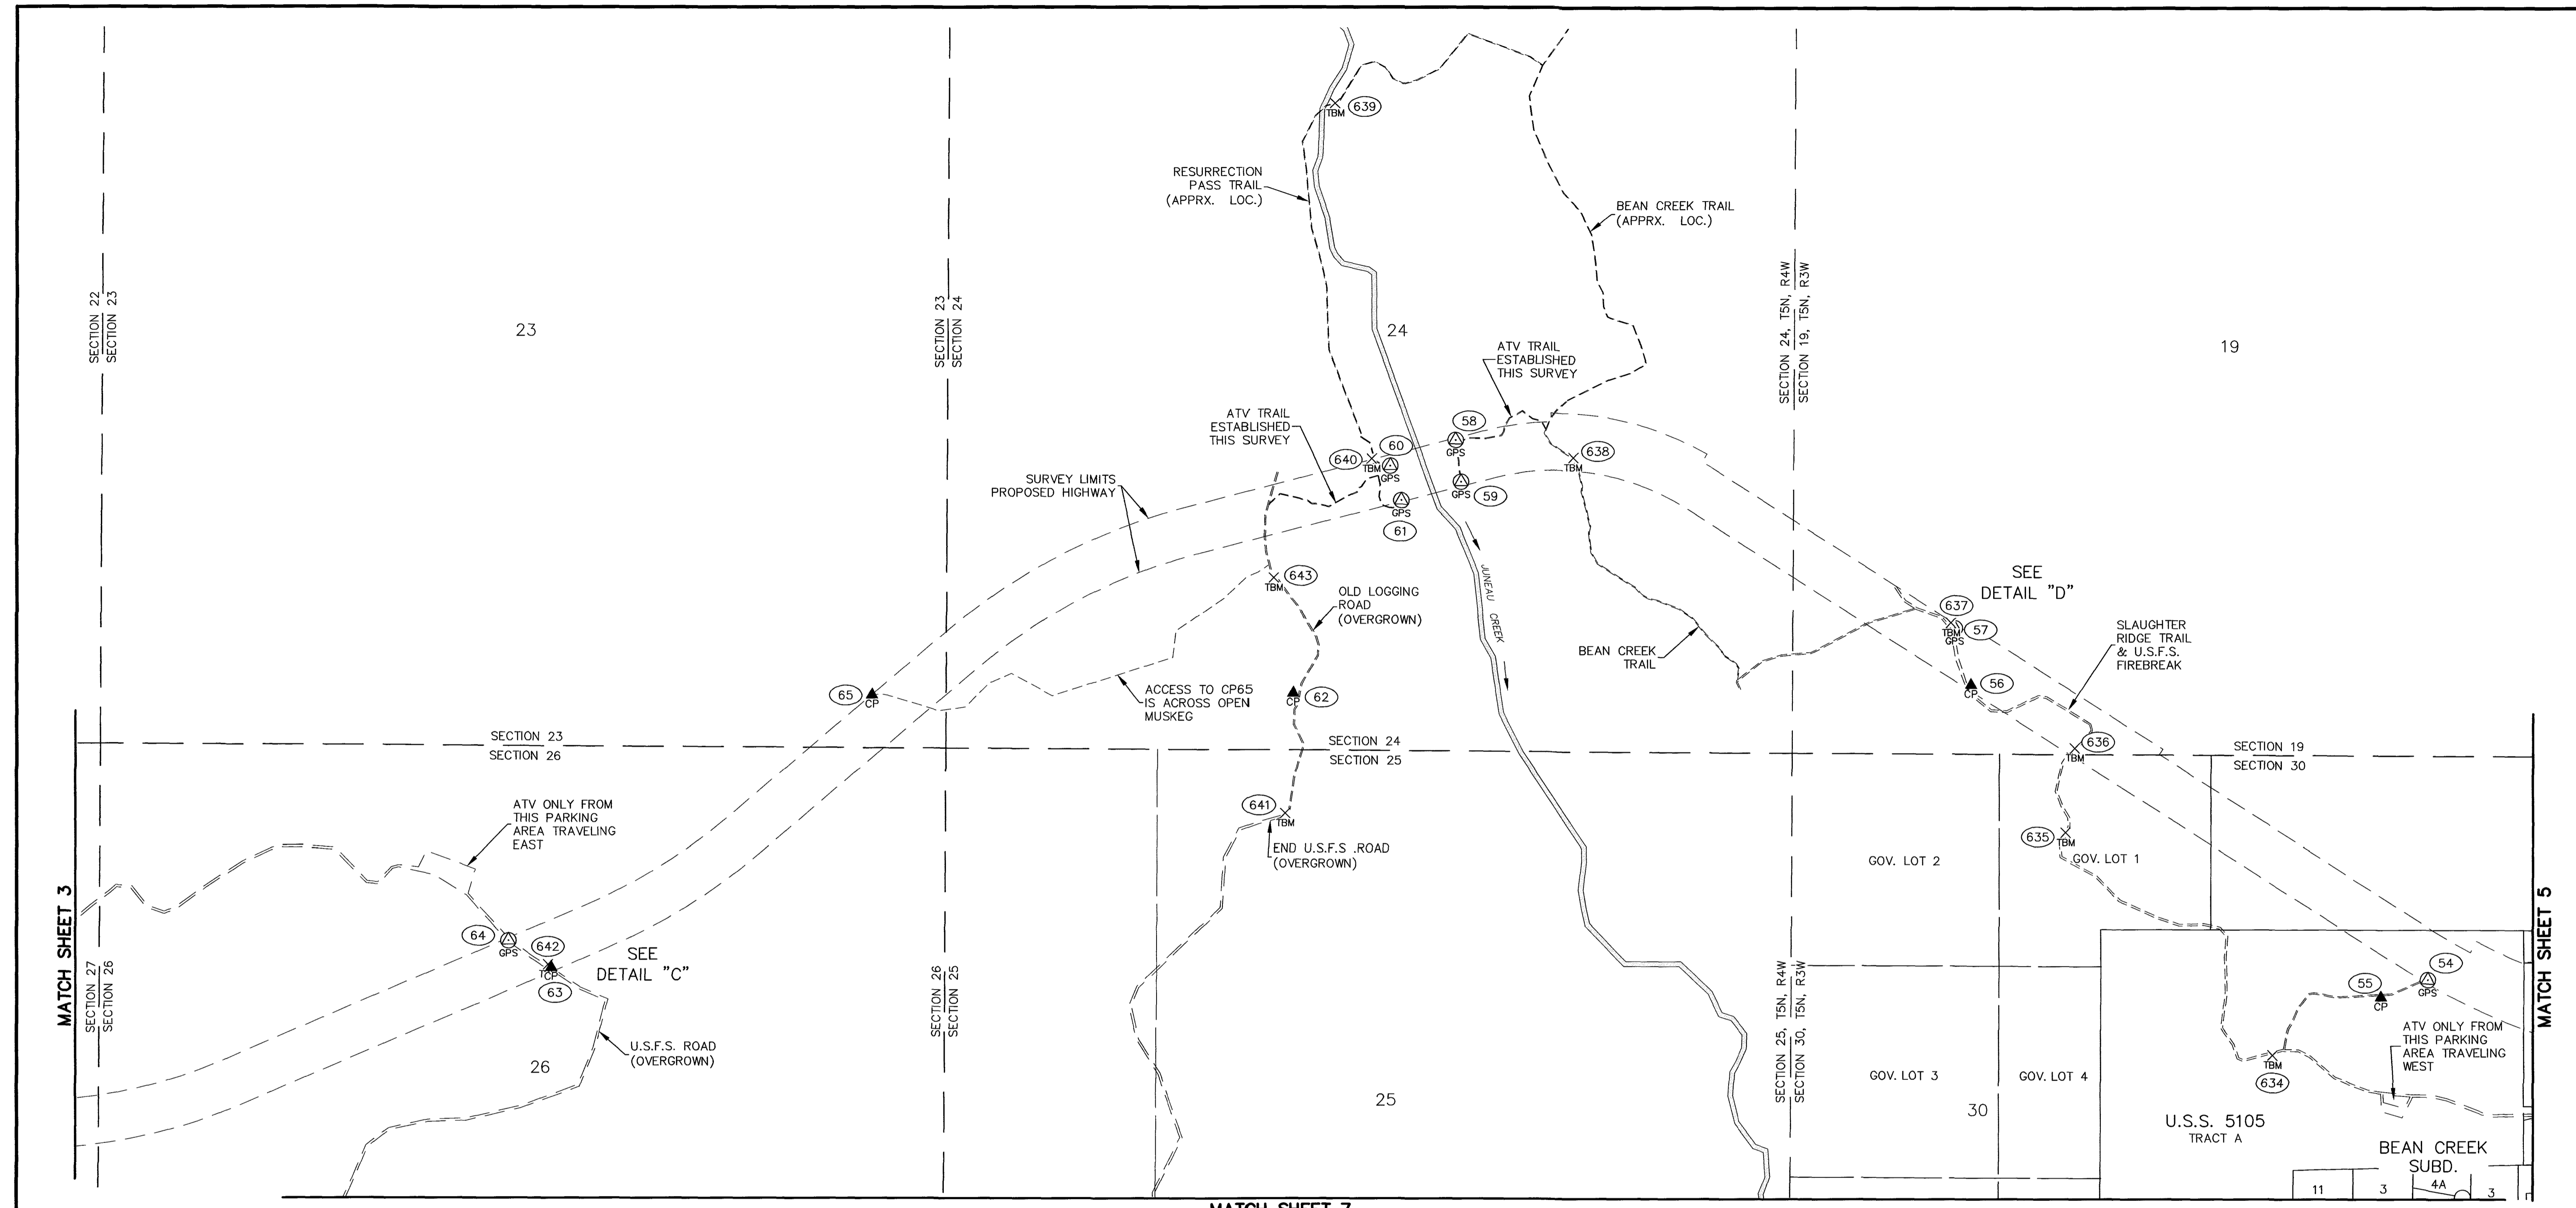 639
TBM
RESURRECTION
PASS TRAIL
(APPRX. LOC.)
BEAN CREEK TRAIL
(APPRX. LOC.)
SECTION 22
SECTION 23
23
SECTION 23
SECTION 24
24
SECTION 24, T5N, R4W
SECTION 19, T5N, R3W
19
ATV TRAIL
ESTABLISHED
THIS SURVEY
ATV TRAIL
ESTABLISHED
THIS SURVEY
58
GPS
60
640
TBM
GPS
638
TBM
SURVEY LIMITS
PROPOSED HIGHWAY
GPS
59
GPS
61
JUNEAU CREEK
643
TBM
OLD LOGGING
ROAD
(OVERGROWN)
SEE
DETAIL "D"
637
TBM
GPS
57
SLAUGHTER
RIDGE TRAIL
& U.S.F.S.
FIREBREAK
BEAN CREEK
TRAIL
65
CP
ACCESS TO CP65
IS ACROSS OPEN
MUSKEG
62
CP
56
CP
SECTION 23
SECTION 26
SECTION 24
SECTION 25
636
TBM
SECTION 19
SECTION 30
ATV ONLY FROM
THIS PARKING
AREA TRAVELING
EAST
641
TBM
END U.S.F.S .ROAD
(OVERGROWN)
635
TBM
GOV. LOT 2
GOV. LOT 1
MATCH SHEET 3
MATCH SHEET 5
64
GPS
642
TCP
63
SEE
DETAIL "C"
SECTION 27
SECTION 26
SECTION 26
SECTION 25
SECTION 25, T5N, R4W
SECTION 30, T5N, R3W
54
GPS
55
CP
ATV ONLY FROM
THIS PARKING
AREA TRAVELING
WEST
U.S.F.S. ROAD
(OVERGROWN)
26
25
TBM
634
GOV. LOT 3
GOV. LOT 4
30
U.S.S. 5105
TRACT A
BEAN CREEK
SUBD.
11
3
4A
3
MATCH SHEET 7